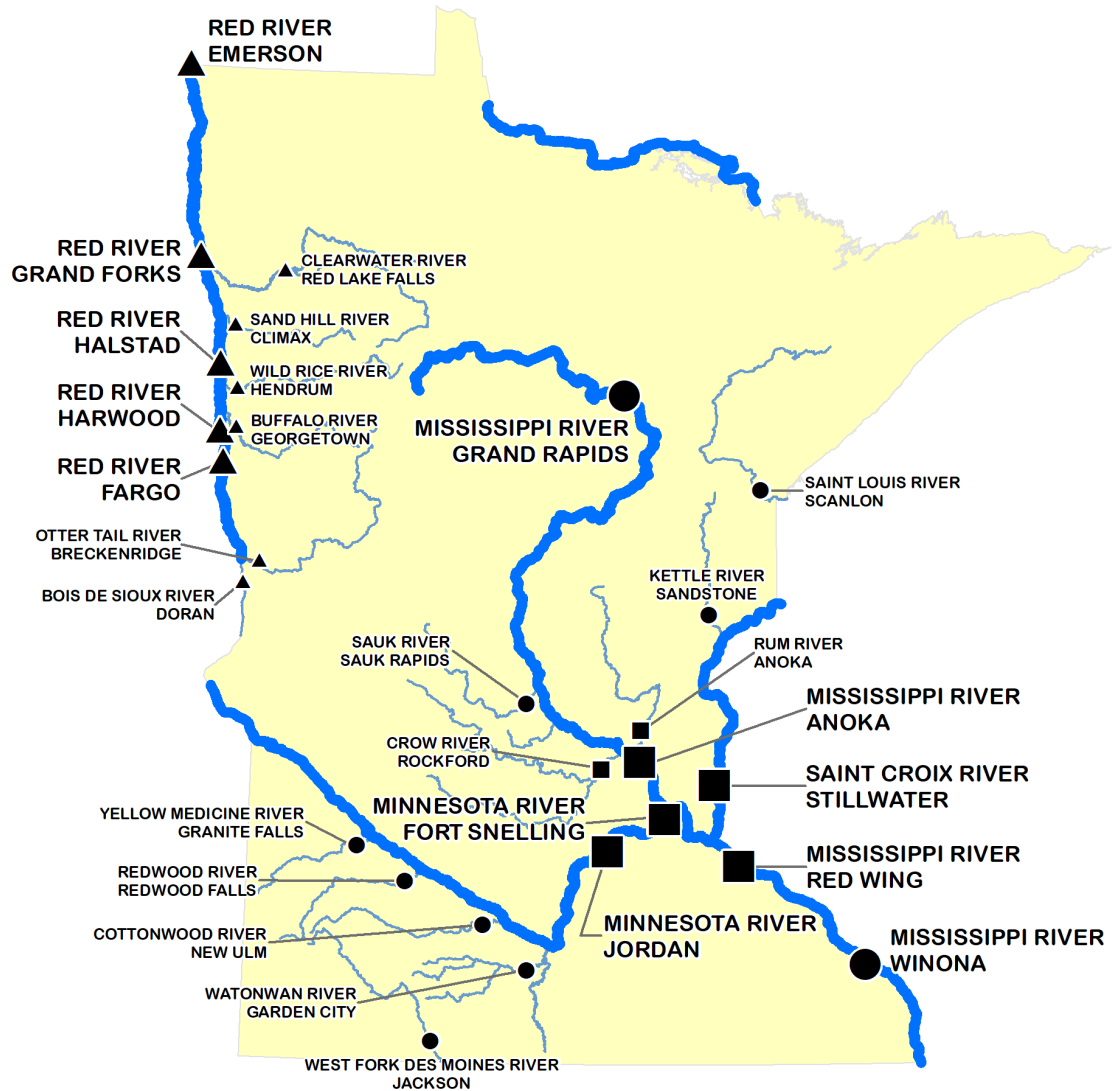 RED RIVER
EMERSON
RED RIVER
GRAND FORKS
CLEARWATER RIVER
RED LAKE FALLS
RED RIVER
HALSTAD
SAND HILL RIVER
CLIMAX
WILD RICE RIVER
HENDRUM
RED RIVER
HARWOOD
BUFFALO RIVER
GEORGETOWN
MISSISSIPPI RIVER
GRAND RAPIDS
RED RIVER
FARGO
SAINT LOUIS RIVER
SCANLON
OTTER TAIL RIVER
BRECKENRIDGE
BOIS DE SIOUX RIVER
DORAN
KETTLE RIVER
SANDSTONE
SAUK RIVER
SAUK RAPIDS
RUM RIVER
ANOKA
MISSISSIPPI RIVER
ANOKA
CROW RIVER
ROCKFORD
SAINT CROIX RIVER
STILLWATER
MINNESOTA RIVER
FORT SNELLING
YELLOW MEDICINE RIVER
GRANITE FALLS
MISSISSIPPI RIVER
RED WING
REDWOOD RIVER
REDWOOD FALLS
MINNESOTA RIVER
JORDAN
COTTONWOOD RIVER
NEW ULM
MISSISSIPPI RIVER
WINONA
WATONWAN RIVER
GARDEN CITY
WEST FORK DES MOINES RIVER
JACKSON